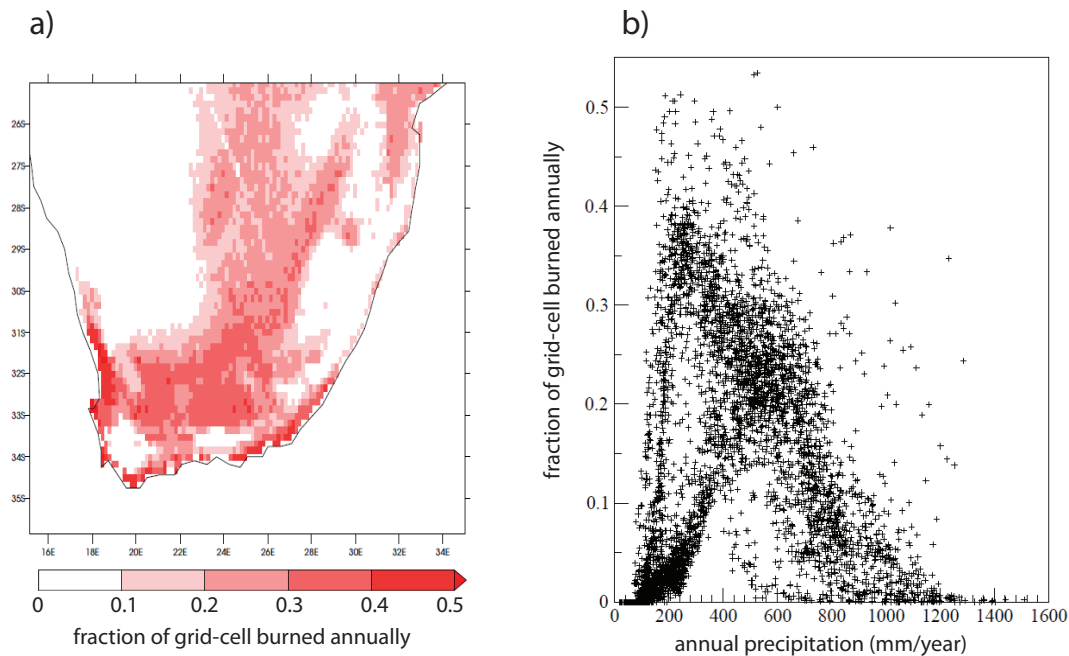 a)
26S
27S
28S
29S
30S
31S
32S
33S
34S
35S
16E 18E 20E 22E 24E 26E 28E 30E 32E 34E
0 0.1 0.2 0.3 0.4 0.5
fraction of grid-cell burned annually
b)
fraction of grid-cell burned annually
0.5
0.4
0.3
0.2
0.1
0
0 200 400 600 800 1000 1200 1400 1600
annual precipitation (mm/year)